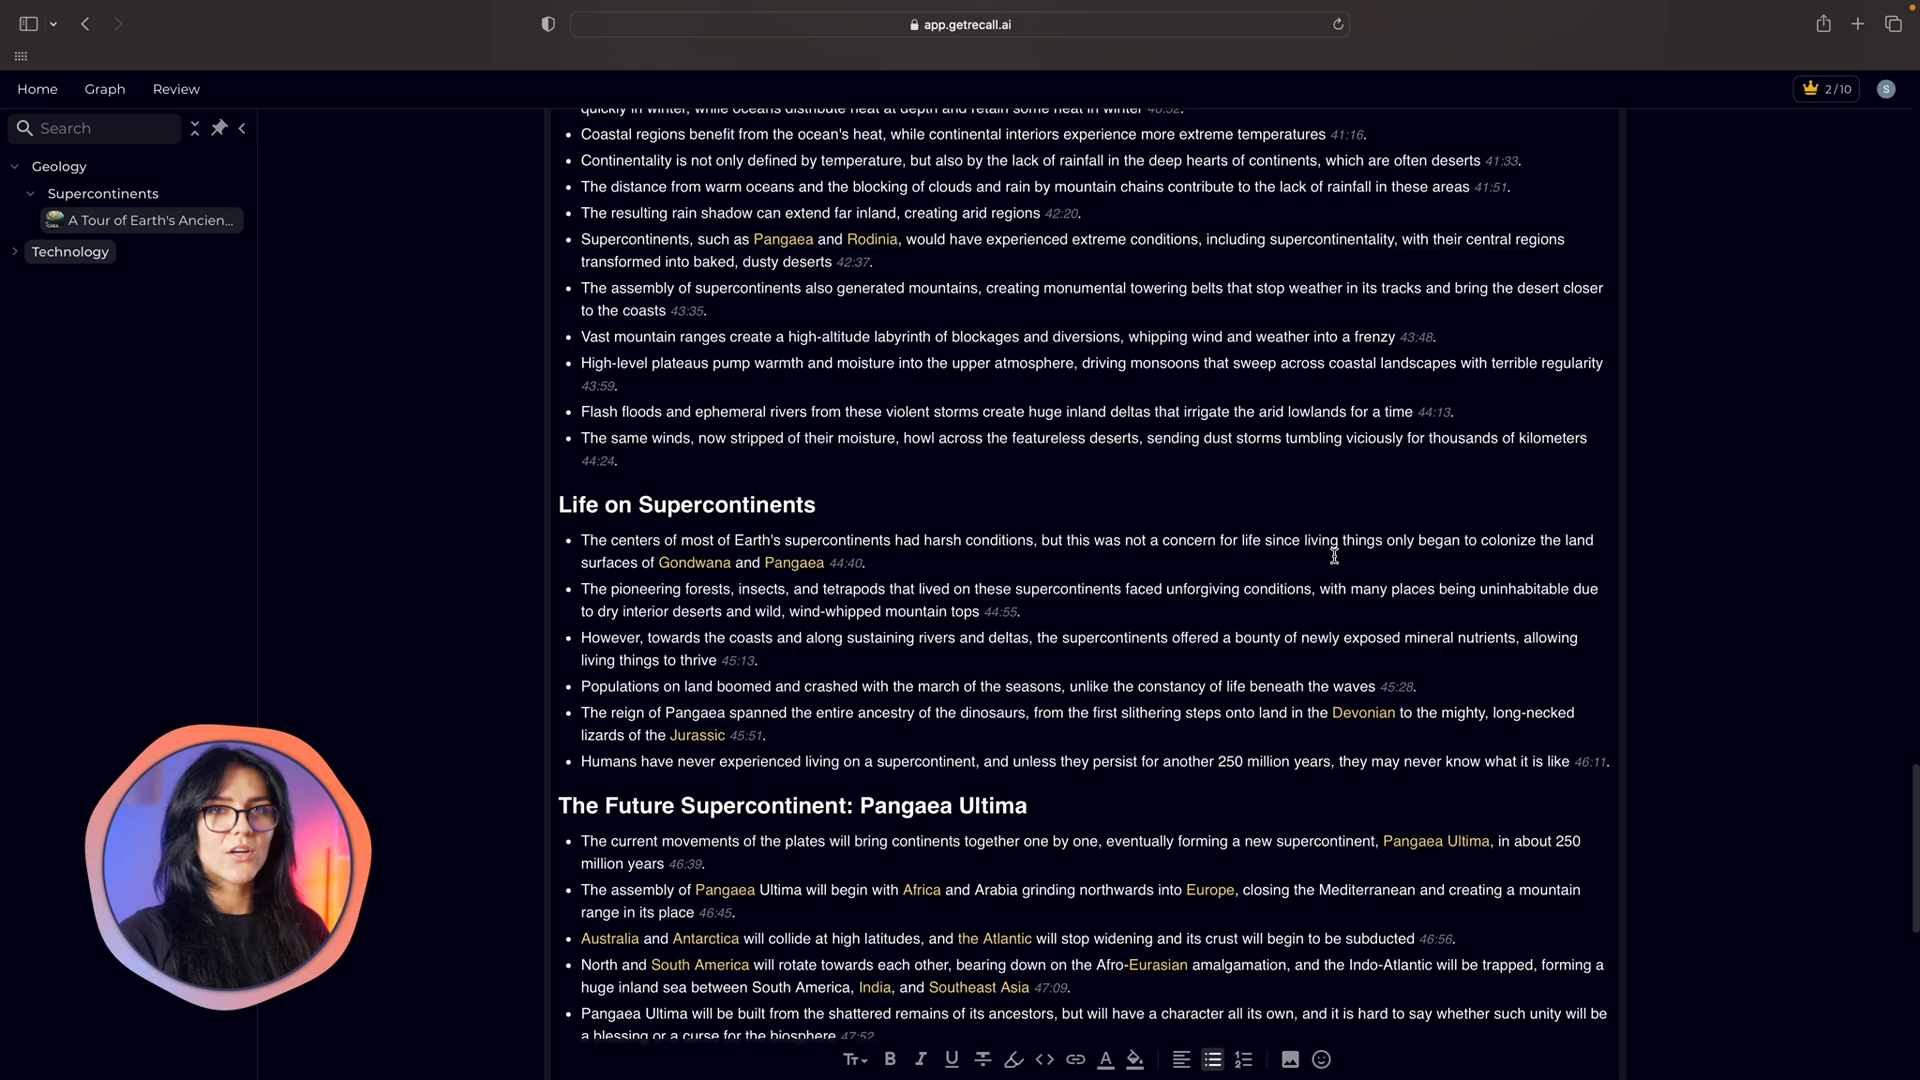 app.getrecall.ai
Home Graph Review
2/10
S
Search
Geology
Supercontinents
A Tour of Earth's Ancien...
Technology
quickly in winter, while oceans distribute heat at depth and retain some heat in winter 40:52.
• Coastal regions benefit from the ocean's heat, while continental interiors experience more extreme temperatures 41:16.
• Continentality is not only defined by temperature, but also by the lack of rainfall in the deep hearts of continents, which are often deserts 41:33.
• The distance from warm oceans and the blocking of clouds and rain by mountain chains contribute to the lack of rainfall in these areas 41:51.
• The resulting rain shadow can extend far inland, creating arid regions 42:20.
• Supercontinents, such as Pangaea and Rodinia, would have experienced extreme conditions, including supercontinentality, with their central regions
transformed into baked, dusty deserts 42:37.
• The assembly of supercontinents also generated mountains, creating monumental towering belts that stop weather in its tracks and bring the desert closer
to the coasts 43:35.
• Vast mountain ranges create a high-altitude labyrinth of blockages and diversions, whipping wind and weather into a frenzy 43:48.
• High-level plateaus pump warmth and moisture into the upper atmosphere, driving monsoons that sweep across coastal landscapes with terrible regularity
43:59.
• Flash floods and ephemeral rivers from these violent storms create huge inland deltas that irrigate the arid lowlands for a time 44:13.
• The same winds, now stripped of their moisture, howl across the featureless deserts, sending dust storms tumbling viciously for thousands of kilometers
44:24.
Life on Supercontinents
• The centers of most of Earth's supercontinents had harsh conditions, but this was not a concern for life since living things only began to colonize the land
surfaces of Gondwana and Pangaea 44:40.
• The pioneering forests, insects, and tetrapods that lived on these supercontinents faced unforgiving conditions, with many places being uninhabitable due
to dry interior deserts and wild, wind-whipped mountain tops 44:55.
• However, towards the coasts and along sustaining rivers and deltas, the supercontinents offered a bounty of newly exposed mineral nutrients, allowing
living things to thrive 45:13.
• Populations on land boomed and crashed with the march of the seasons, unlike the constancy of life beneath the waves 45:28.
• The reign of Pangaea spanned the entire ancestry of the dinosaurs, from the first slithering steps onto land in the Devonian to the mighty, long-necked
lizards of the Jurassic 45:51.
• Humans have never experienced living on a supercontinent, and unless they persist for another 250 million years, they may never know what it is like 46:11.
The Future Supercontinent: Pangaea Ultima
• The current movements of the plates will bring continents together one by one, eventually forming a new supercontinent, Pangaea Ultima, in about 250
million years 46:39.
• The assembly of Pangaea Ultima will begin with Africa and Arabia grinding northwards into Europe, closing the Mediterranean and creating a mountain
range in its place 46:45.
• Australia and Antarctica will collide at high latitudes, and the Atlantic will stop widening and its crust will begin to be subducted 46:56.
• North and South America will rotate towards each other, bearing down on the Afro-Eurasian amalgamation, and the Indo-Atlantic will be trapped, forming a
huge inland sea between South America, India, and Southeast Asia 47:09.
• Pangaea Ultima will be built from the shattered remains of its ancestors, but will have a character all its own, and it is hard to say whether such unity will be
a blessing or a curse for the biosphere 47:52.